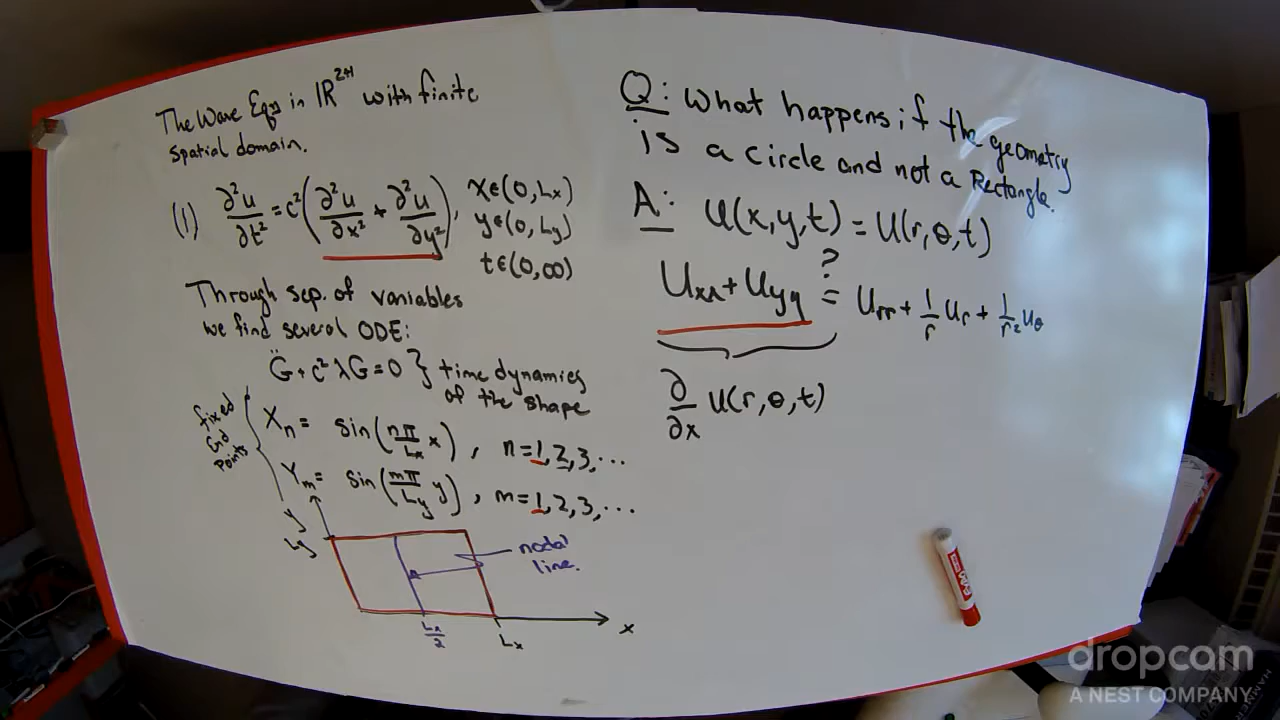 The Wave Eqs in ℝ²⁺¹ with finite
spatial domain.
(1) ∂²u/∂t² = c²(∂²u/∂x² + ∂²u/∂y²), x∈(0,Lx)
y∈(0,Ly)
t∈(0,∞)
Through sep. of variables
we find several ODE:
G̈ + c²λG = 0 } time dynamics
of the shape
fixed
End
points
Xn = sin(nπ/Lx x), n=1,2,3,...
Ym = sin(mπ/Ly y), m=1,2,3,...
y
Ly
nodal
line.
Lx/2
Lx
x
Q: What happens if the geometry
is a circle and not a Rectangle.
A: U(x,y,t) = U(r,θ,t)
Uxx + Uyy =? Urr + 1/r Ur + 1/r² Uθ
∂/∂x U(r,θ,t)
EXPO
dropcam
A NEST COMPANY